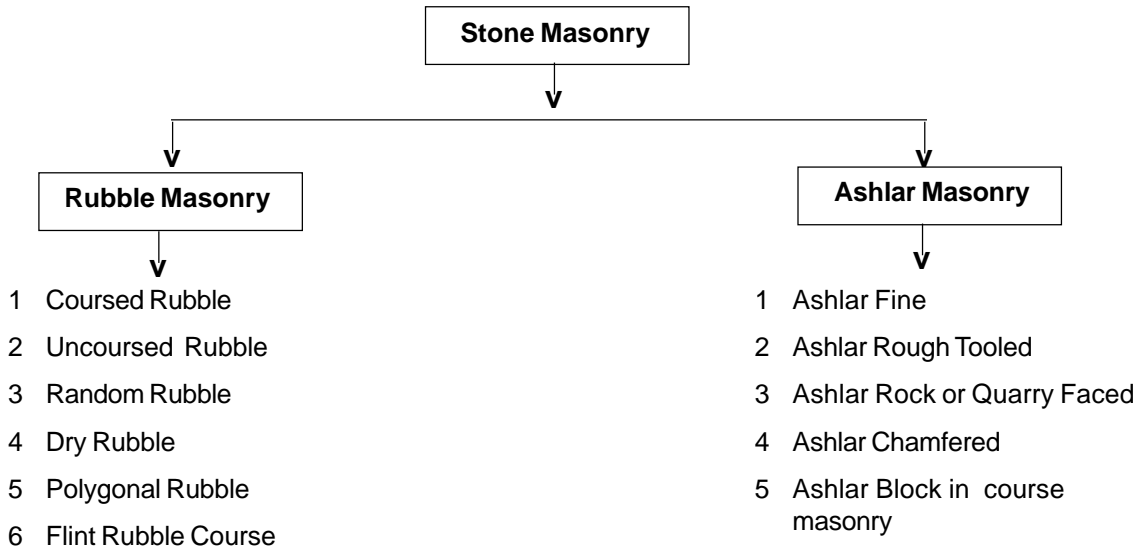 Stone Masonry
Rubble Masonry
1 Coursed Rubble
2 Uncoursed Rubble
3 Random Rubble
4 Dry Rubble
5 Polygonal Rubble
6 Flint Rubble Course
Ashlar Masonry
1 Ashlar Fine
2 Ashlar Rough Tooled
3 Ashlar Rock or Quarry Faced
4 Ashlar Chamfered
5 Ashlar Block in course
masonry